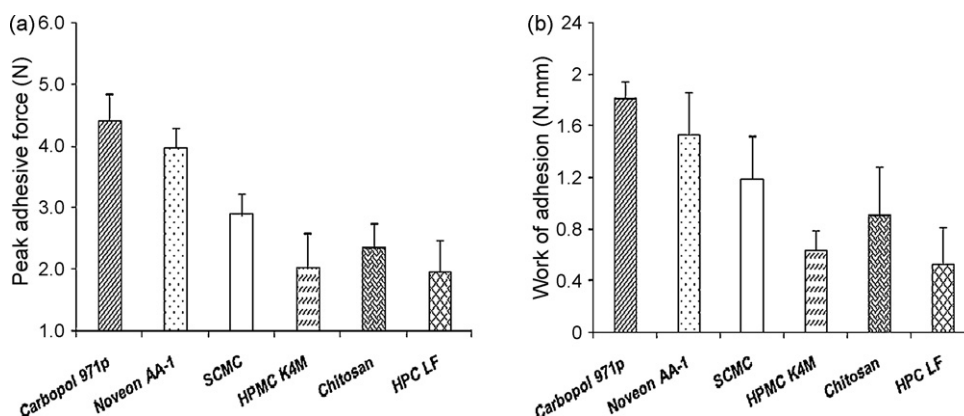 (a)
Peak adhesive force (N)
6.0
5.0
4.0
3.0
2.0
1.0
Carbopol 971p
Noveon AA-1
SCMC
HPMC K4M
Chitosan
HPC LF
(b)
Work of adhesion (N.mm)
2.4
2
1.6
1.2
0.8
0.4
0
Carbopol 971p
Noveon AA-1
SCMC
HPMC K4M
Chitosan
HPC LF